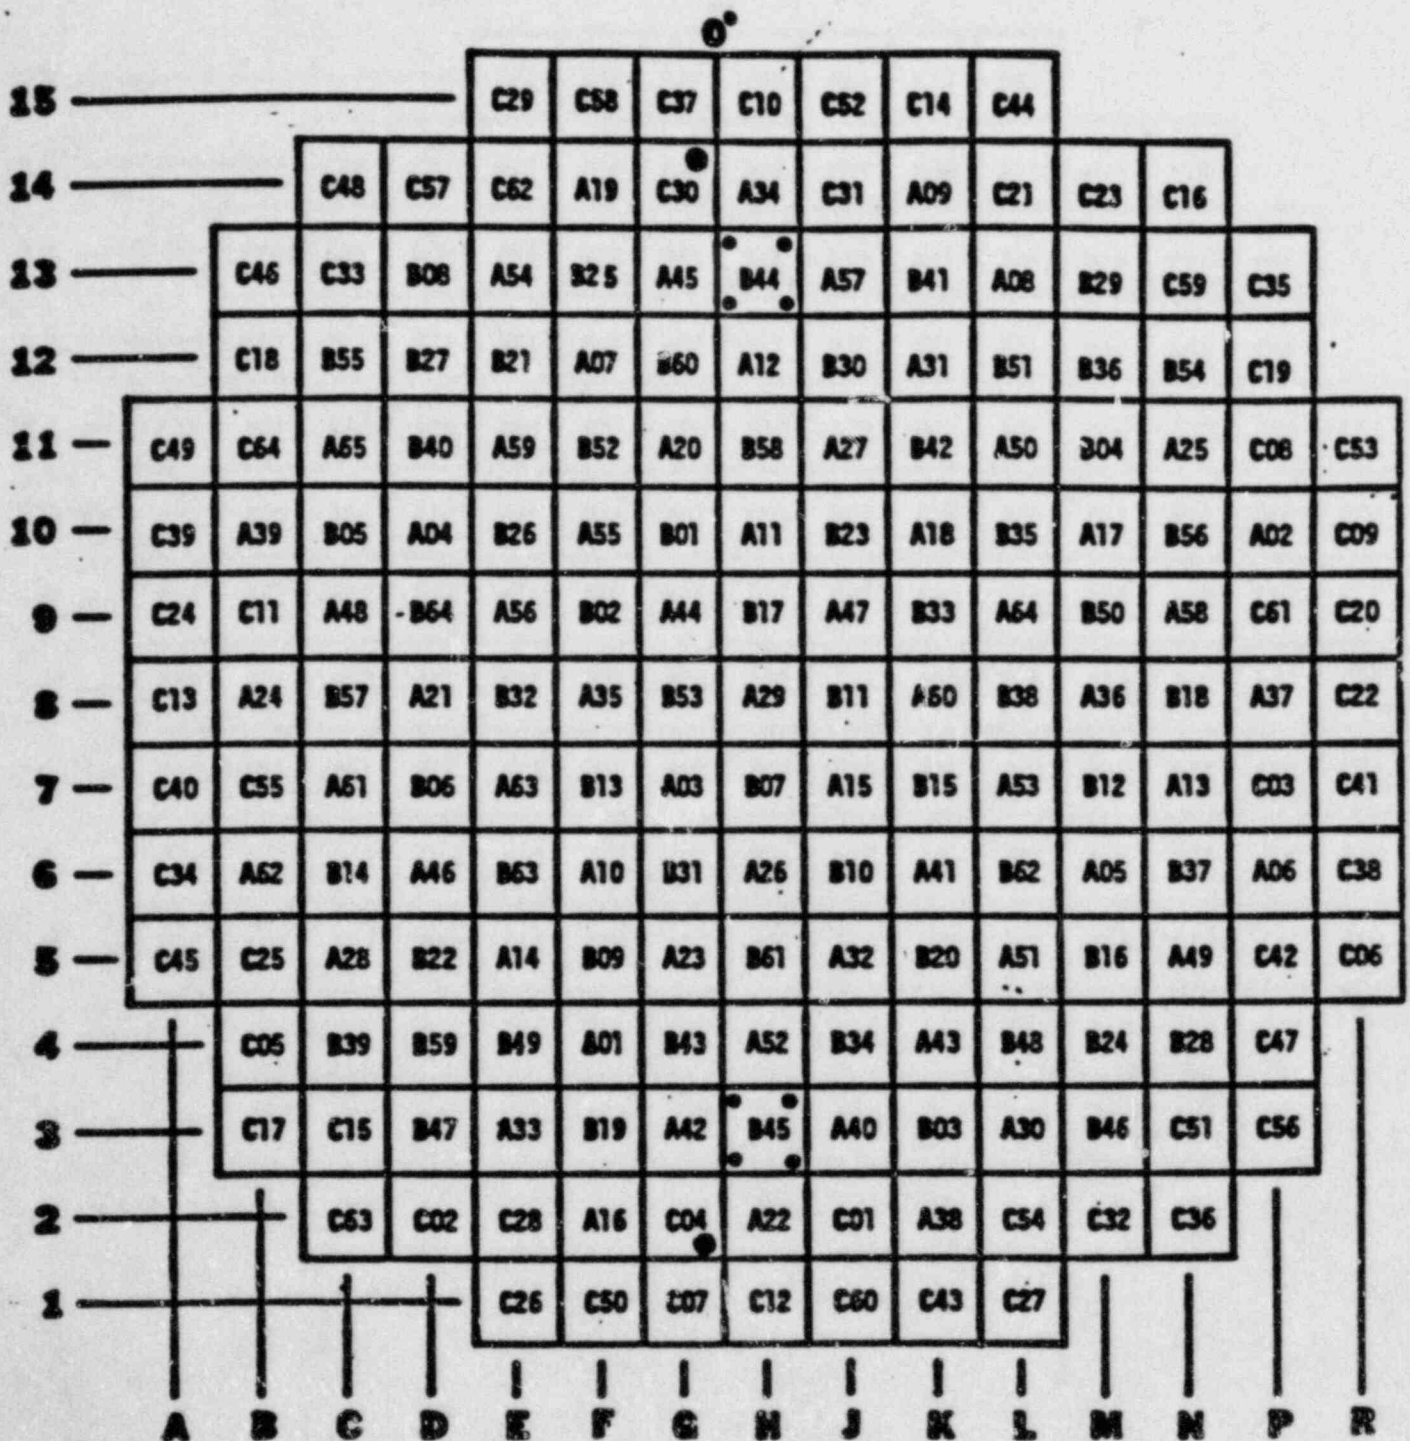 0°
15 C29 C58 C37 C10 C52 C14 C44
14 C48 C57 C62 A19 C30 A34 C31 A09 C21 C23 C16
13 C46 C33 B08 A54 B25 A45 B44 A57 B41 A08 B29 C59 C35
12 C18 B55 B27 B21 A07 B60 A12 B30 A31 B51 B36 B54 C19
11 C49 C64 A65 B40 A59 B52 A20 B58 A27 B42 A50 B04 A25 C08 C53
10 C39 A39 B05 A04 B26 A55 B01 A11 B23 A18 B35 A17 B56 A02 C09
9 C24 C11 A48 B64 A56 B02 A44 B17 A47 B33 A64 B50 A58 C61 C20
8 C13 A24 B57 A21 B32 A35 B53 A29 B11 A60 B38 A36 B18 A37 C22
7 C40 C55 A61 B06 A63 B13 A03 B07 A15 B15 A53 B12 A13 C03 C41
6 C34 A62 B14 A46 B63 A10 B31 A26 B10 A41 B62 A05 B37 A06 C38
5 C45 C25 A28 B22 A14 B09 A23 B61 A32 B20 A51 B16 A49 C42 C06
4 C05 B39 B59 B49 A01 B43 A52 B34 A43 B48 B24 B28 C47
3 C17 C15 B47 A33 B19 A42 B45 A40 B03 A30 B46 C51 C56
2 C63 C02 C28 A16 C04 A22 C01 A38 C54 C32 C36
1 C26 C50 C07 C12 C60 C43 C27
A B C D E F G H J K L M N P R